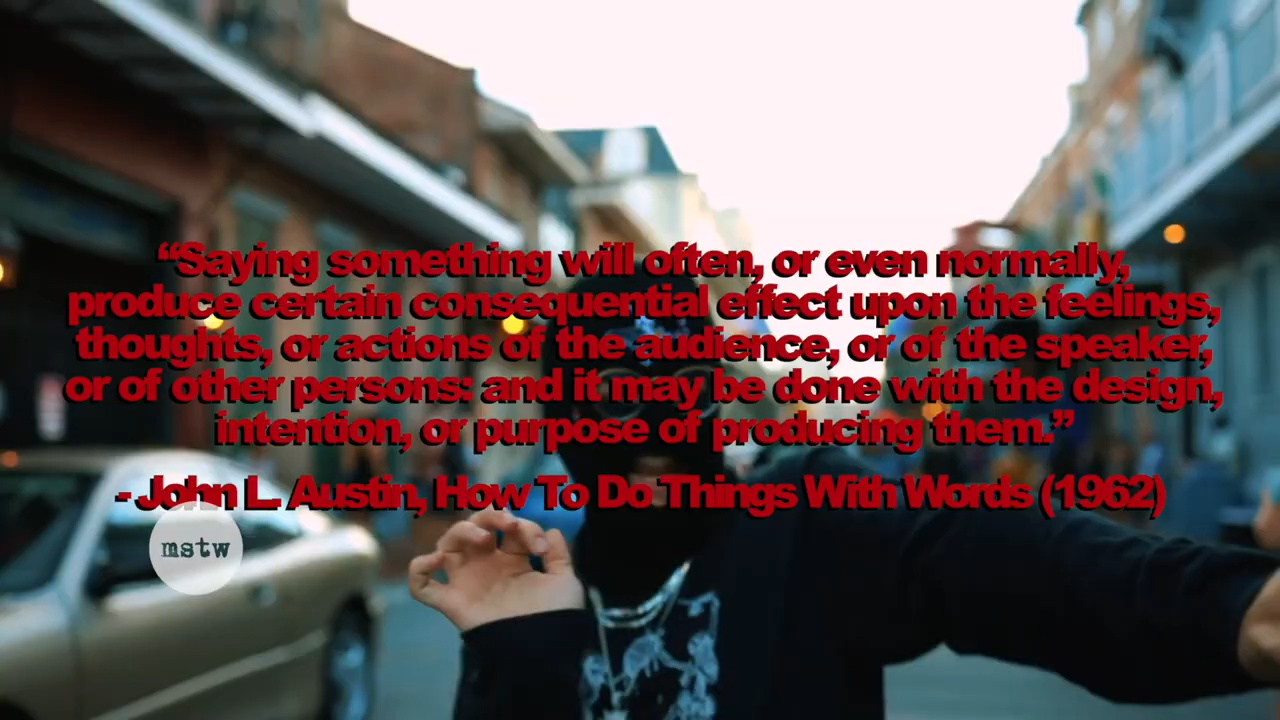 “Saying something will often, or even normally,
produce certain consequential effect upon the feelings,
thoughts, or actions of the audience, or of the speaker,
or of other persons: and it may be done with the design,
intention, or purpose of producing them.”
- John L. Austin, How To Do Things With Words (1962)
mstw